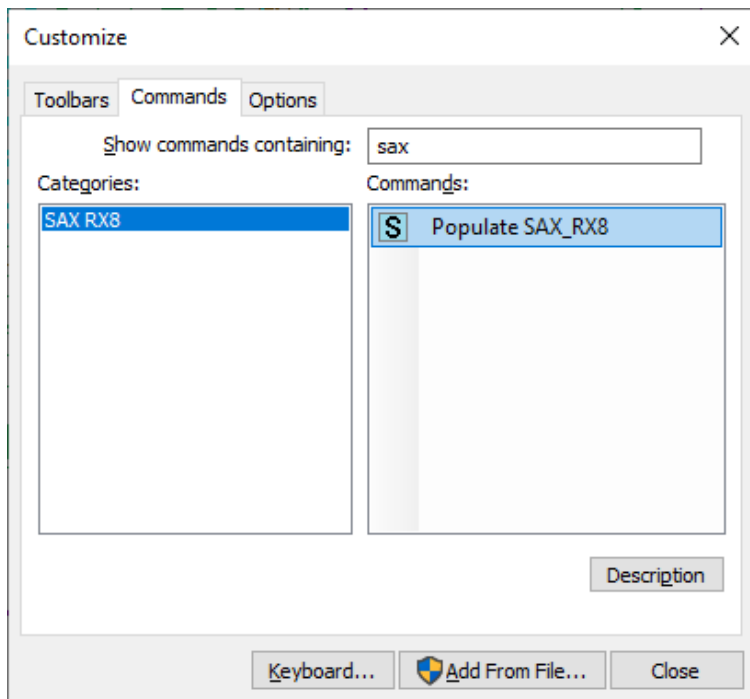 Customize
Toolbars Commands Options
Show commands containing: sax
Categories: Commands:
SAX RX8
S Populate SAX_RX8
Description
Keyboard... Add From File... Close